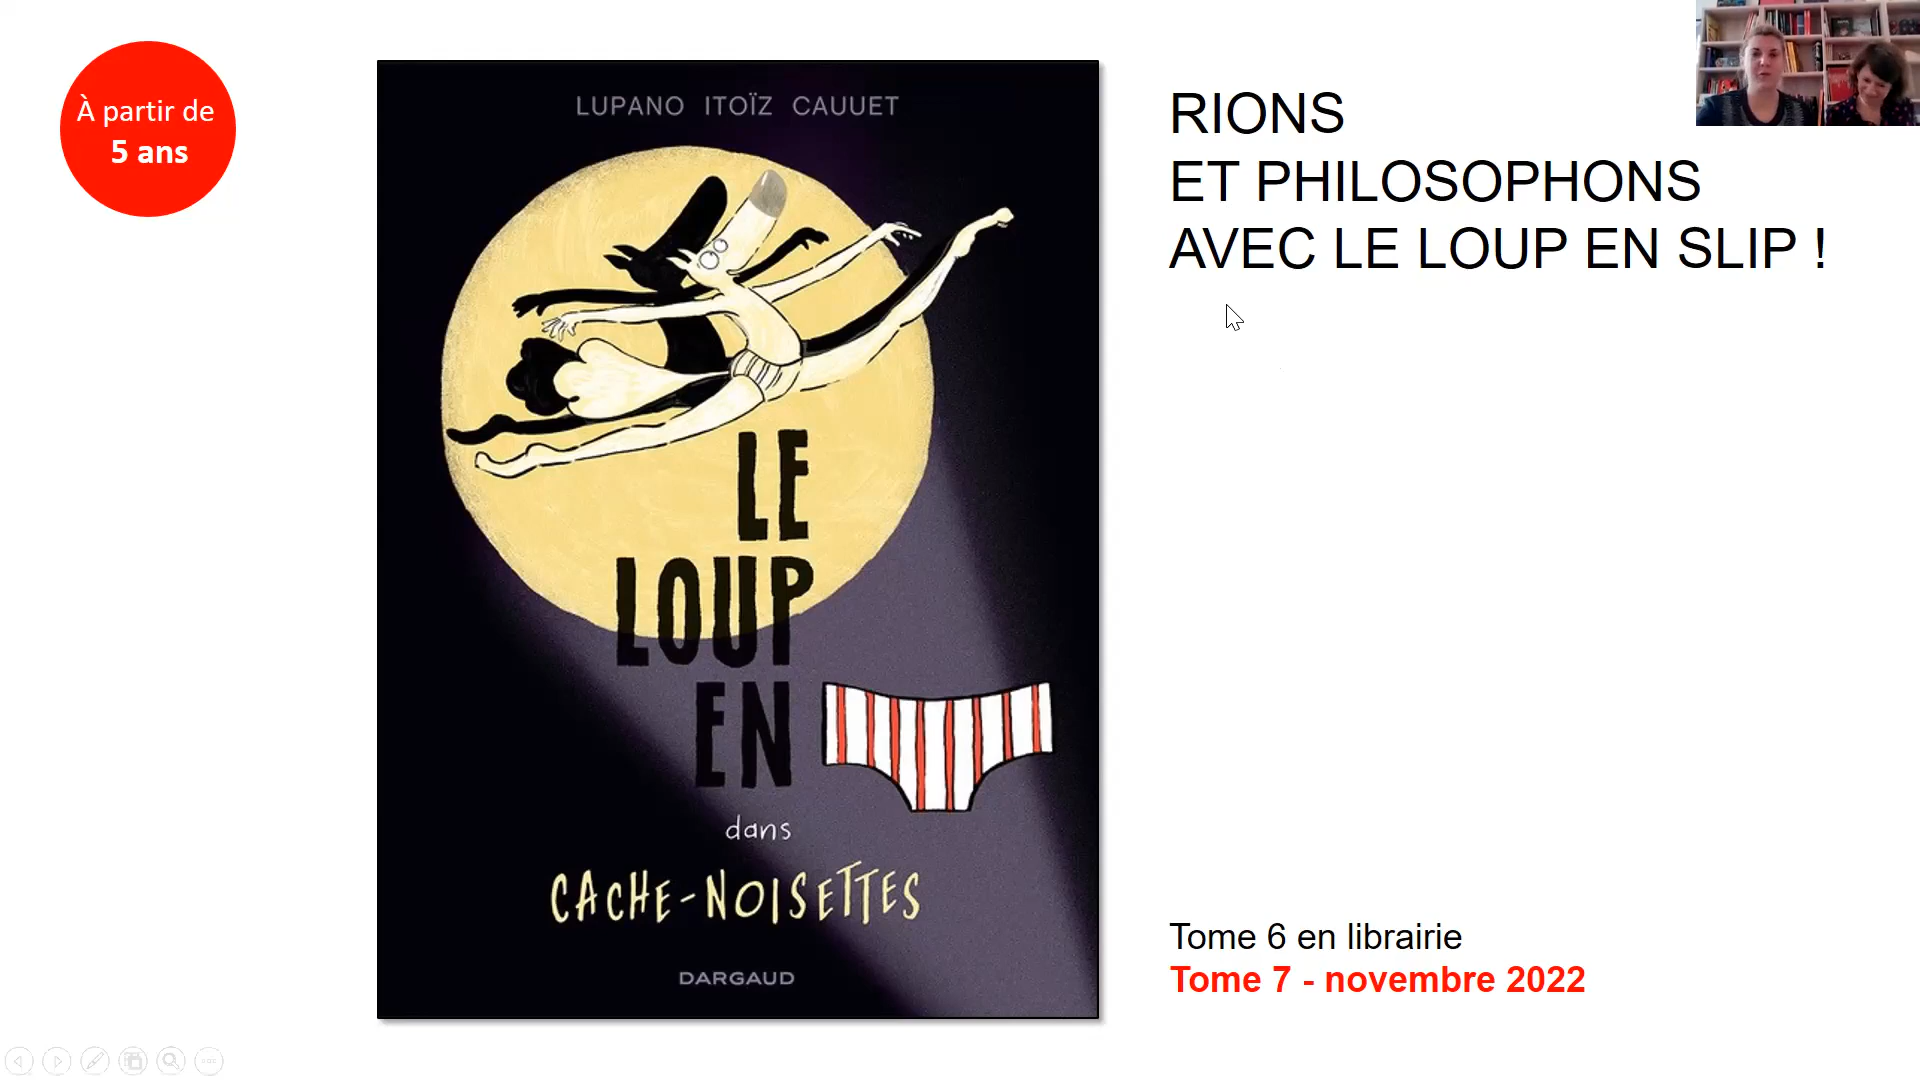 À partir de
5 ans
LUPANO ITOÏZ CAUUET
LE
LOUP
EN
dans
CACHE-NOISETTES
DARGAUD
RIONS
ET PHILOSOPHONS
AVEC LE LOUP EN SLIP !
Tome 6 en librairie
Tome 7 - novembre 2022